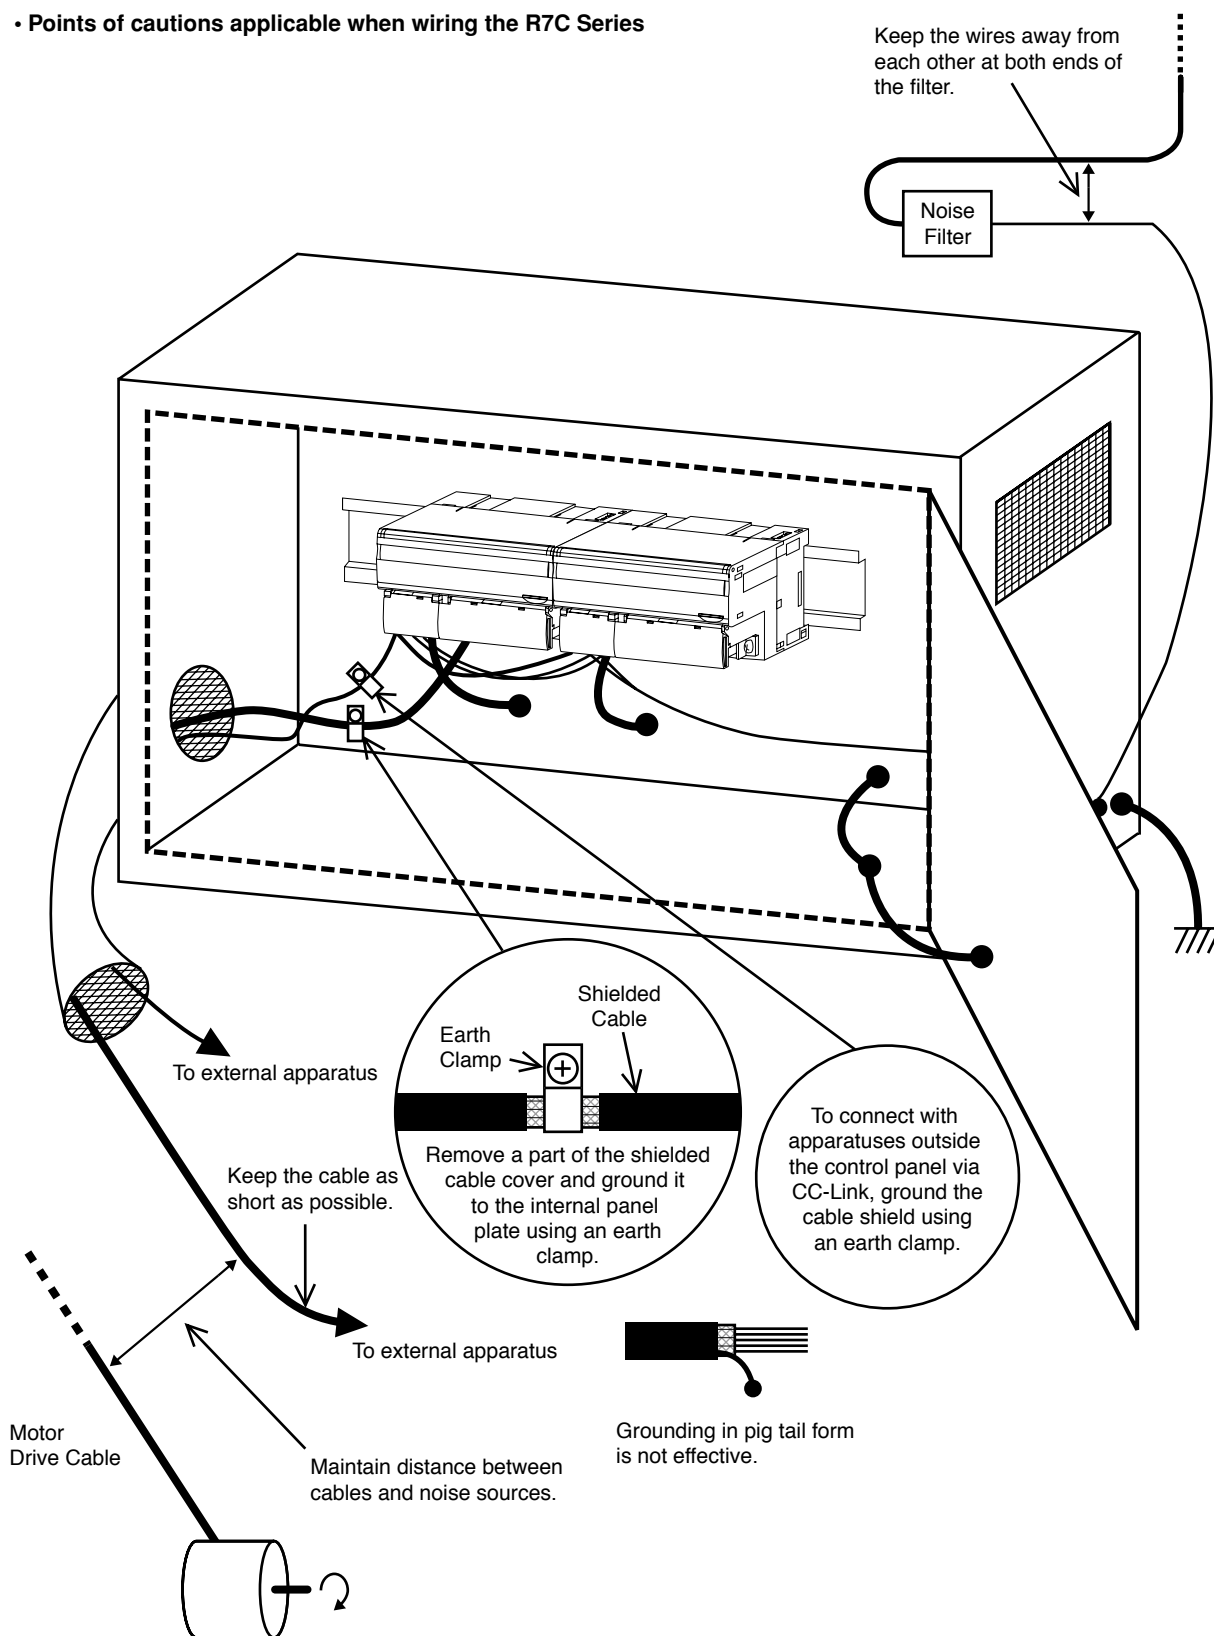 • Points of cautions applicable when wiring the R7C Series
Keep the wires away from
each other at both ends of
the filter.
Noise
Filter
Shielded
Cable
Earth
Clamp
To external apparatus
Remove a part of the shielded
cable cover and ground it
to the internal panel
plate using an earth
clamp.
To connect with
apparatuses outside
the control panel via
CC-Link, ground the
cable shield using
an earth clamp.
Keep the cable as
short as possible.
To external apparatus
Motor
Drive Cable
Maintain distance between
cables and noise sources.
Grounding in pig tail form
is not effective.